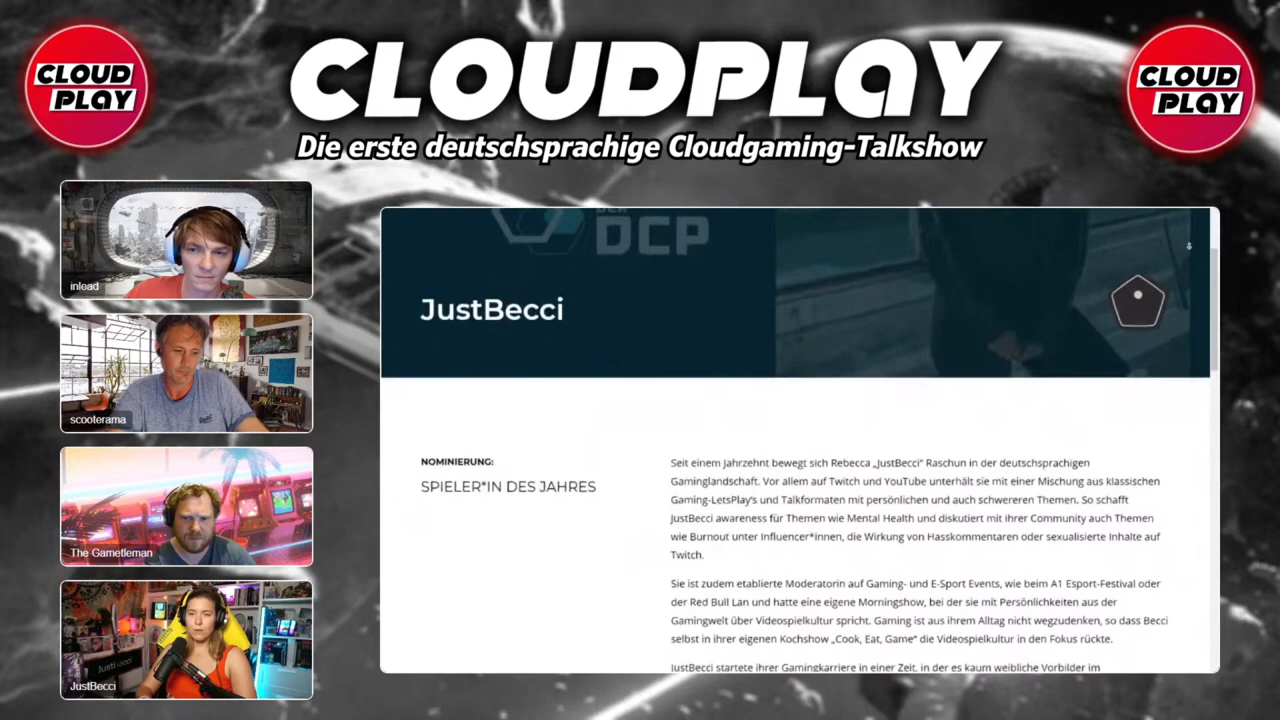 CLOUD
PLAY
CLOUDPLAY
Die erste deutschsprachige Cloudgaming-Talkshow
CLOUD
PLAY
inlead
scooterama
The Gametleman
JustBecci
DCP
JustBecci
NOMINIERUNG:
SPIELER*IN DES JAHRES
Seit einem Jahrzehnt bewegt sich Rebecca „JustBecci“ Raschun in der deutschsprachigen
Gaminglandschaft. Vor allem auf Twitch und YouTube unterhält sie mit einer Mischung aus klassischen
Gaming-LetsPlay's und Talkformaten mit persönlichen und auch schwereren Themen. So schafft
JustBecci awareness für Themen wie Mental Health und diskutiert mit ihrer Community auch Themen
wie Burnout unter Influencer*innen, die Wirkung von Hasskommentaren oder sexualisierte Inhalte auf
Twitch.
Sie ist zudem etablierte Moderatorin auf Gaming- und E-Sport Events, wie beim A1 Esport-Festival oder
der Red Bull Lan und hatte eine eigene Morningshow, bei der sie mit Persönlichkeiten aus der
Gamingwelt über Videospielkultur spricht. Gaming ist aus ihrem Alltag nicht wegzudenken, so dass Becci
selbst in ihrer eigenen Kochshow „Cook, Eat, Game“ die Videospielkultur in den Fokus rückte.
JustBecci startete ihrer Gamingkarriere in einer Zeit, in der es kaum weibliche Vorbilder im